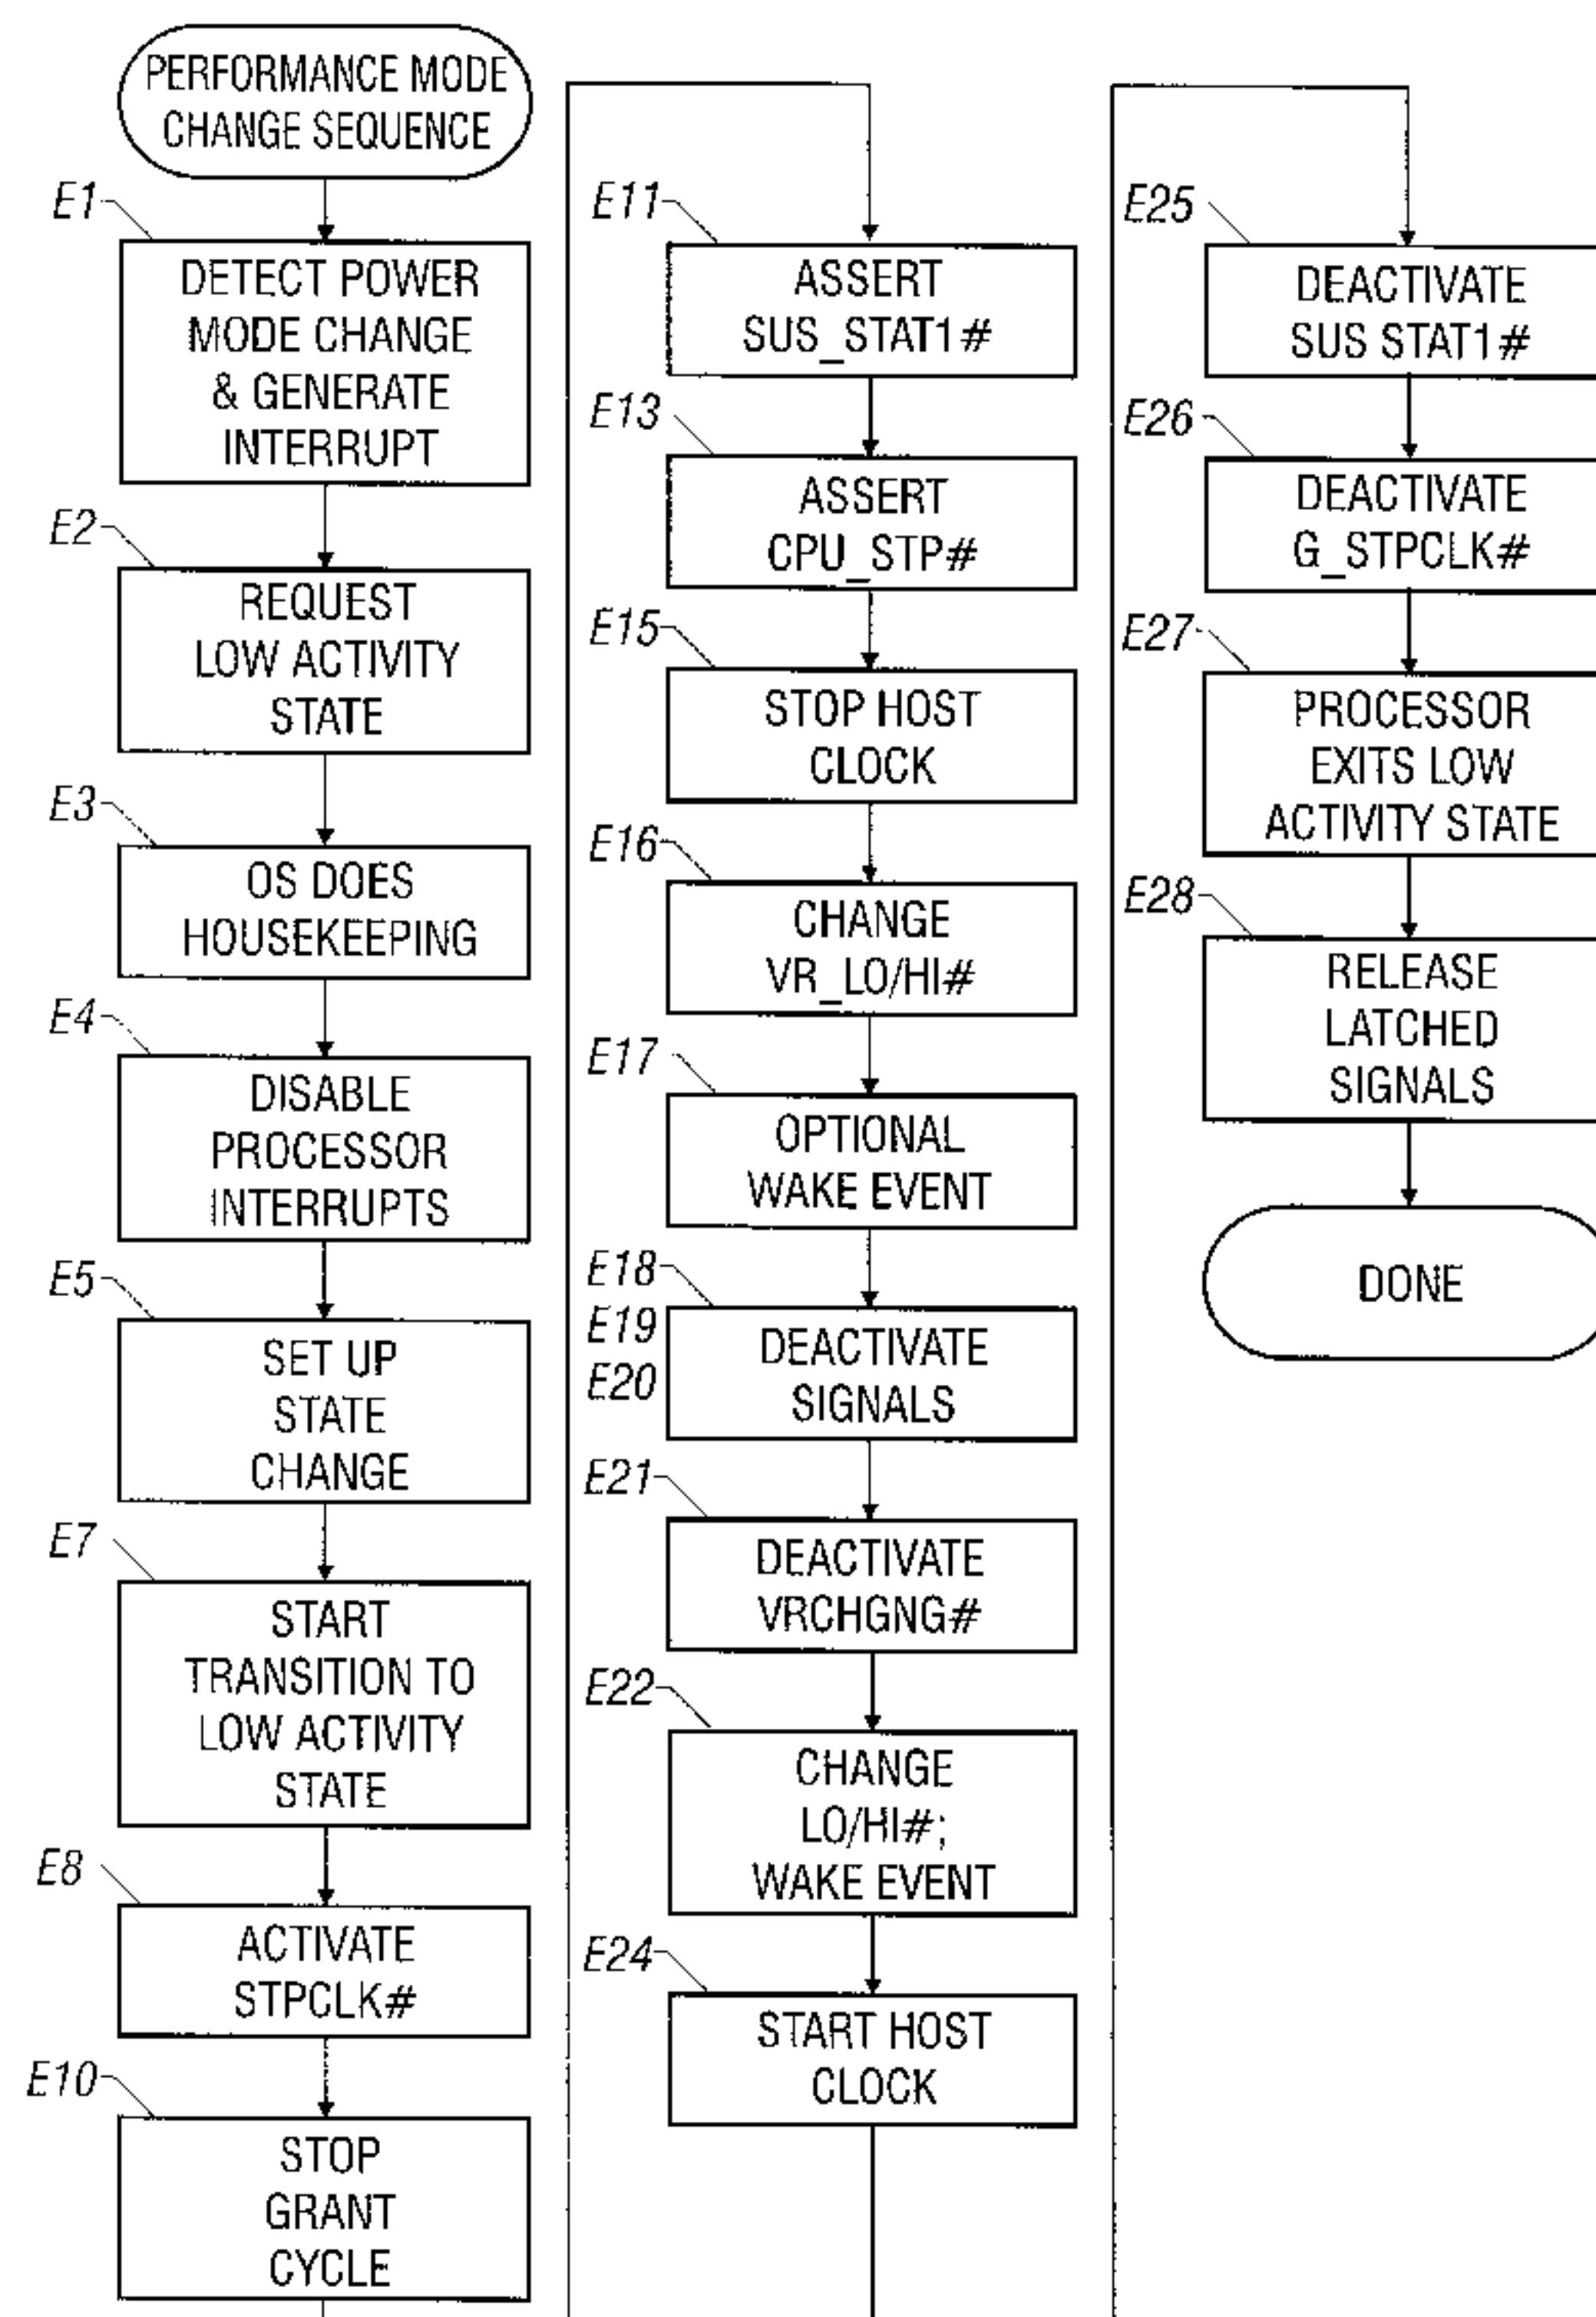 PERFORMANCE MODE
CHANGE SEQUENCE
E1
DETECT POWER
MODE CHANGE
& GENERATE
INTERRUPT
E2
REQUEST
LOW ACTIVITY
STATE
E3
OS DOES
HOUSEKEEPING
E4
DISABLE
PROCESSOR
INTERRUPTS
E5
SET UP
STATE
CHANGE
E7
START
TRANSITION TO
LOW ACTIVITY
STATE
E8
ACTIVATE
STPCLK#
E10
STOP
GRANT
CYCLE
E11
ASSERT
SUS_STAT1#
E13
ASSERT
CPU_STP#
E15
STOP HOST
CLOCK
E16
CHANGE
VR_LO/HI#
E17
OPTIONAL
WAKE EVENT
E18
E19
E20
DEACTIVATE
SIGNALS
E21
DEACTIVATE
VRCHGNG#
E22
CHANGE
LO/HI#;
WAKE EVENT
E24
START HOST
CLOCK
E25
DEACTIVATE
SUS STAT1#
E26
DEACTIVATE
G_STPCLK#
E27
PROCESSOR
EXITS LOW
ACTIVITY STATE
E28
RELEASE
LATCHED
SIGNALS
DONE